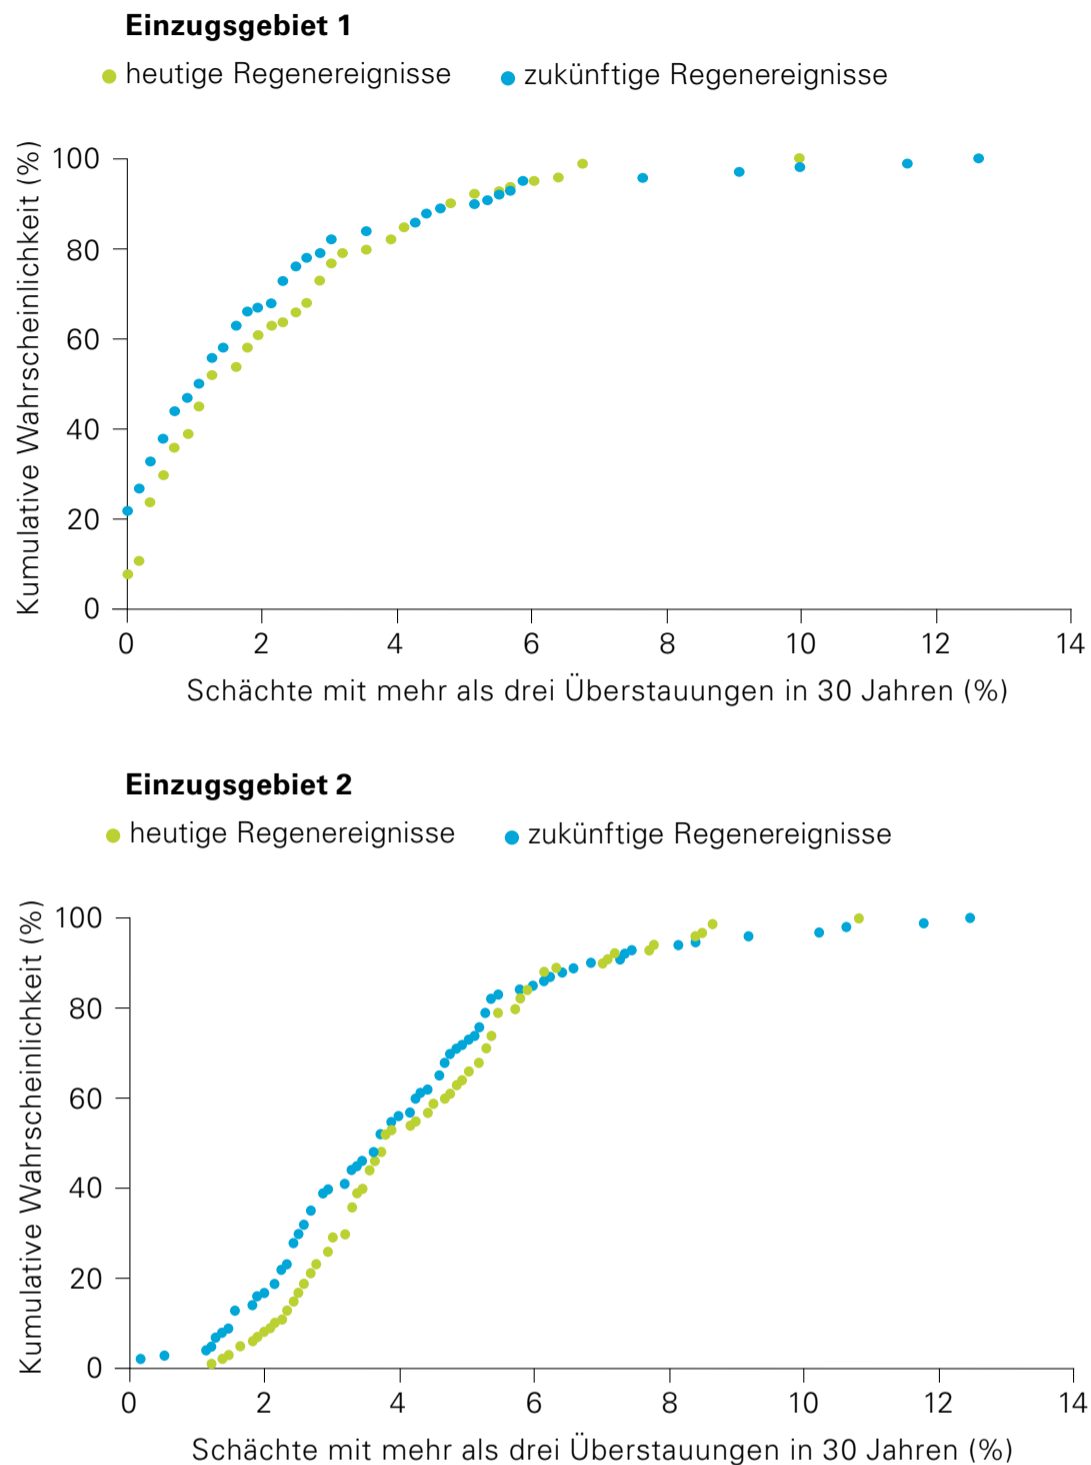 Einzugsgebiet 1
heutige Regenereignisse
zukünftige Regenereignisse
Kumulative Wahrscheinlichkeit (%)
100
80
60
40
20
0
0 2 4 6 8 10 12 14
Schächte mit mehr als drei Überstauungen in 30 Jahren (%)
Einzugsgebiet 2
heutige Regenereignisse
zukünftige Regenereignisse
Kumulative Wahrscheinlichkeit (%)
100
80
60
40
20
0
0 2 4 6 8 10 12 14
Schächte mit mehr als drei Überstauungen in 30 Jahren (%)